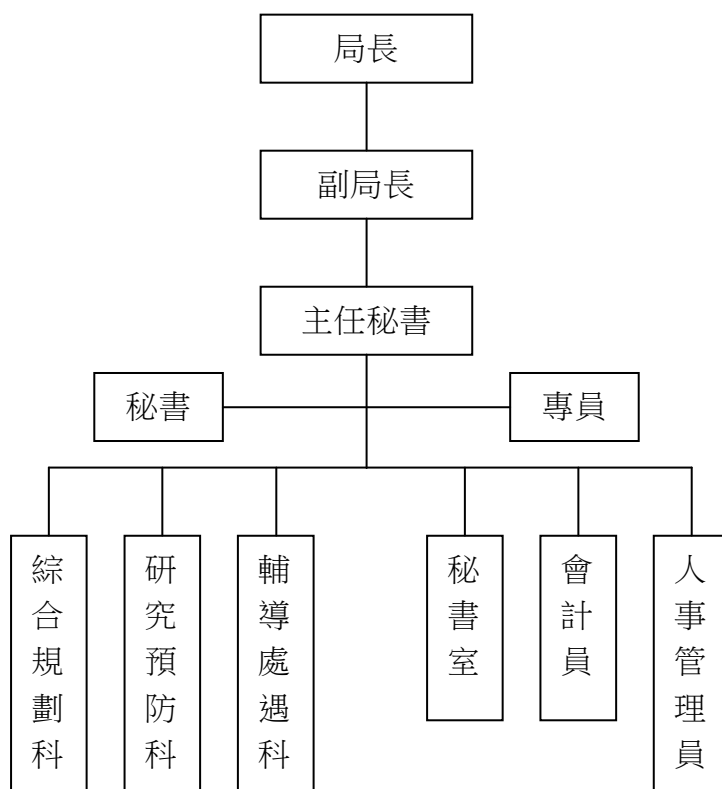 局長
副局長
主任秘書
秘書
專員
綜合規劃科
研究預防科
輔導處遇科
秘書室
會計員
人事管理員